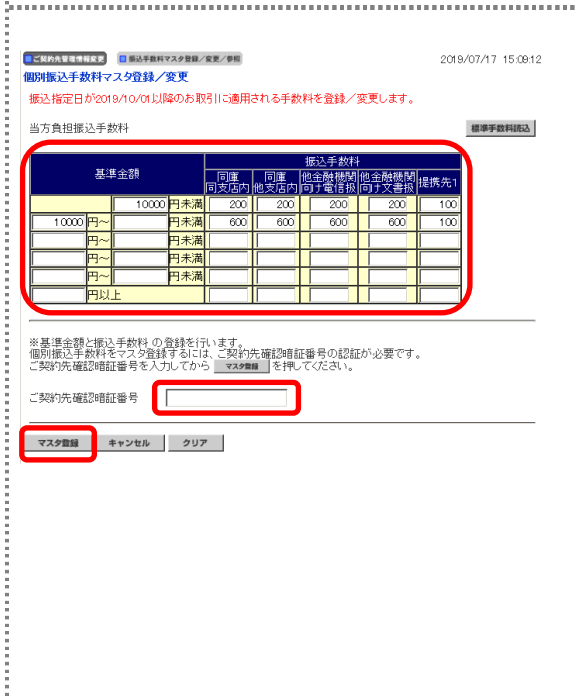 ご契約先管理情報変更 振込手数料マスタ登録／変更／参照 2019/07/17 15:09:12
個別振込手数料マスタ登録／変更
振込指定日が2019/10/01以降のお取引に適用される手数料を登録／変更します。
当方負担振込手数料 標準手数料読込
基準金額 振込手数料
同庫同支店内 同庫他支店内 他金融機関向け電信扱 他金融機関向け文書扱 提携先1
10000 円未満 200 200 200 200 100
10000 円～ 円未満 600 600 600 600 100
円～ 円未満
円～ 円未満
円～ 円未満
円以上
※基準金額と振込手数料 の登録を行います。
個別振込手数料をマスタ登録するには、ご契約先確認暗証番号の認証が必要です。
ご契約先確認暗証番号を入力してから マスタ登録 を押してください。
ご契約先確認暗証番号
マスタ登録 キャンセル クリア